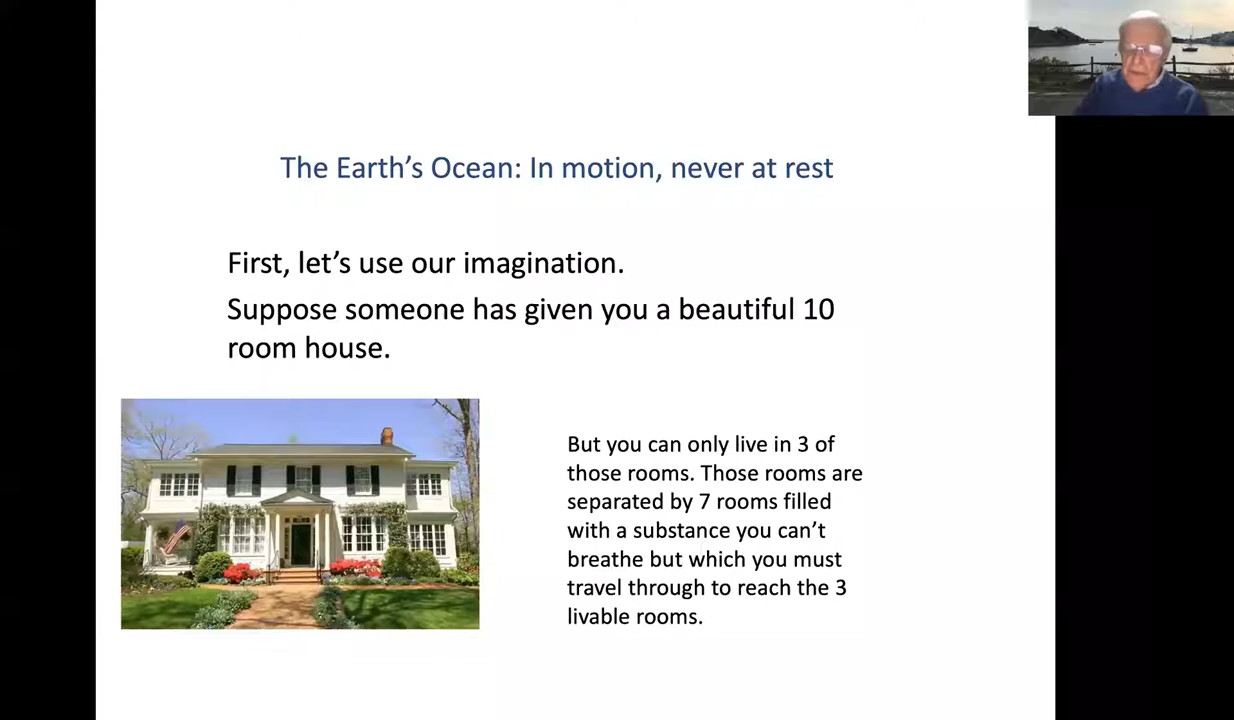 The Earth’s Ocean: In motion, never at rest
First, let’s use our imagination.
Suppose someone has given you a beautiful 10
room house.
But you can only live in 3 of
those rooms. Those rooms are
separated by 7 rooms filled
with a substance you can’t
breathe but which you must
travel through to reach the 3
livable rooms.